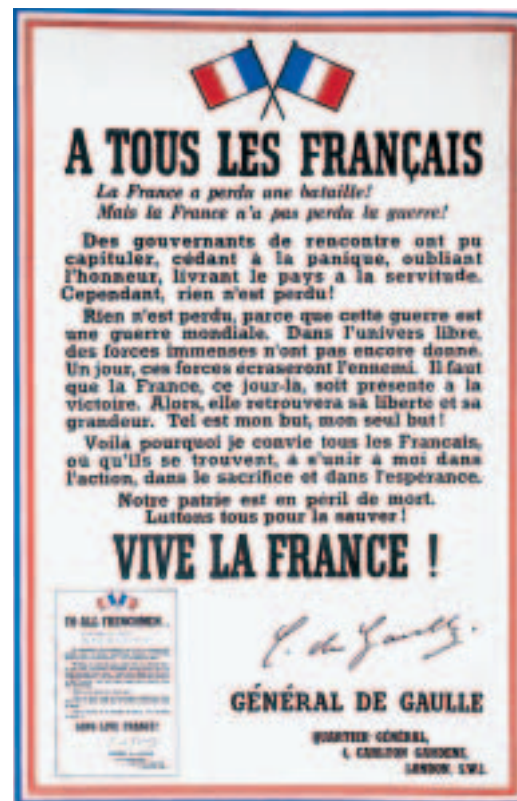 A TOUS LES FRANÇAIS
La France a perdu une bataille!
Mais la France n'a pas perdu la guerre!
Des gouvernants de rencontre ont pu
capituler, cédant à la panique, oubliant
l'honneur, livrant le pays à la servitude.
Cependant, rien n'est perdu!
Rien n'est perdu, parce que cette guerre est
une guerre mondiale. Dans l'univers libre,
des forces immenses n'ont pas encore donné.
Un jour, ces forces écraseront l'ennemi. Il faut
que la France, ce jour-là, soit présente à la
victoire. Alors, elle retrouvera sa liberté et sa
grandeur. Tel est mon but, mon seul but!
Voilà pourquoi je convie tous les Français,
où qu'ils se trouvent, à s'unir à moi dans
l'action, dans le sacrifice et dans l'espérance.
Notre patrie est en péril de mort.
Luttons tous pour la sauver!
VIVE LA FRANCE !
TO ALL FRENCHMEN
LONG LIVE FRANCE!
C. de Gaulle.
GÉNÉRAL DE GAULLE
QUARTIER-GÉNÉRAL,
4, CARLTON GARDENS,
LONDON, S.W.1.